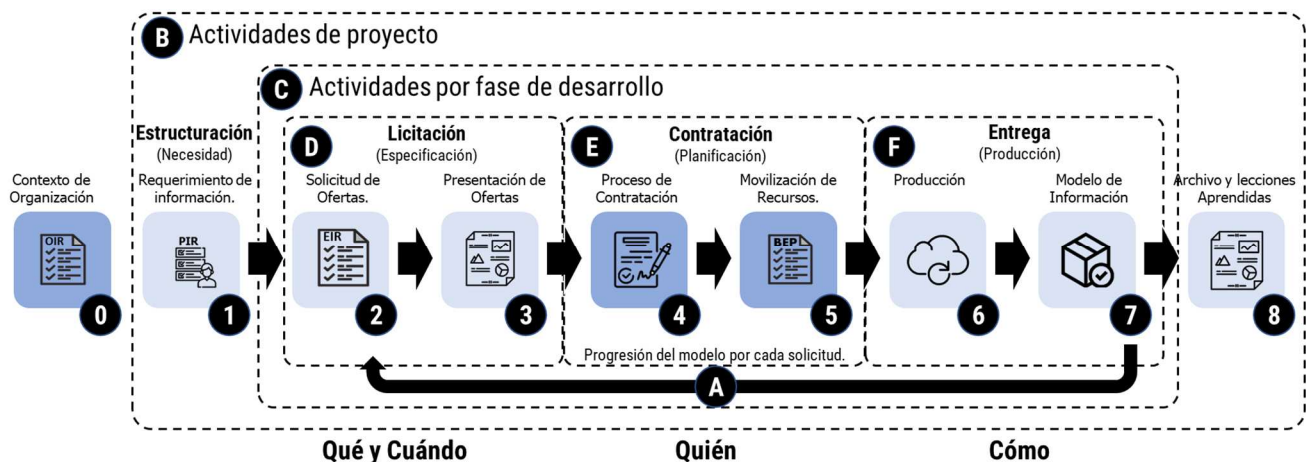 B Actividades de proyecto
C Actividades por fase de desarrollo
Estructuración
(Necesidad)
D
Licitación
(Especificación)
E
Contratación
(Planificación)
F
Entrega
(Producción)
Contexto de
Organización
OIR
0
Requerimiento de
información.
PIR
1
Solicitud de
Ofertas.
EIR
2
Presentación de
Ofertas
3
Proceso de
Contratación
4
Movilización de
Recursos.
BEP
5
Producción
6
Modelo de
Información
7
Archivo y lecciones
Aprendidas
8
Progresión del modelo por cada solicitud.
A
Qué y Cuándo
Quién
Cómo